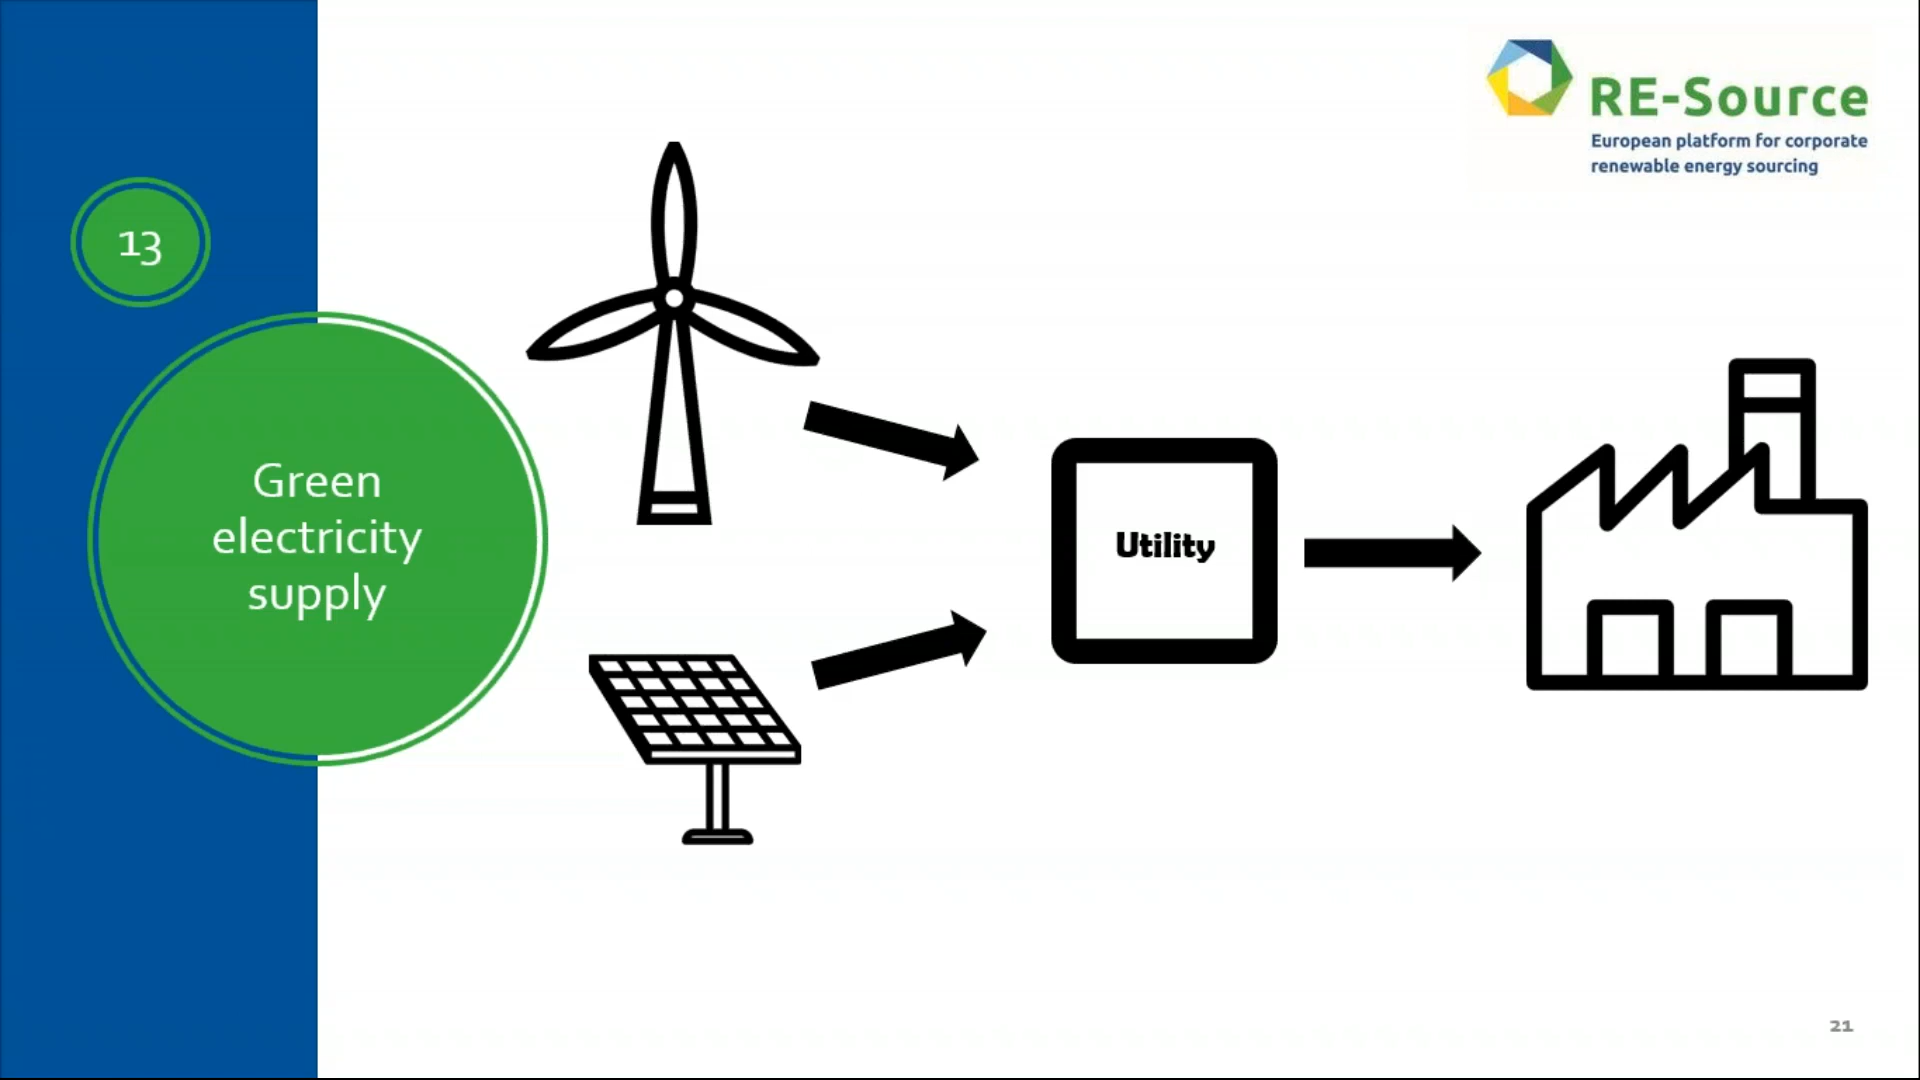 RE-Source
European platform for corporate
renewable energy sourcing
13
Green
electricity
supply
Utility
21